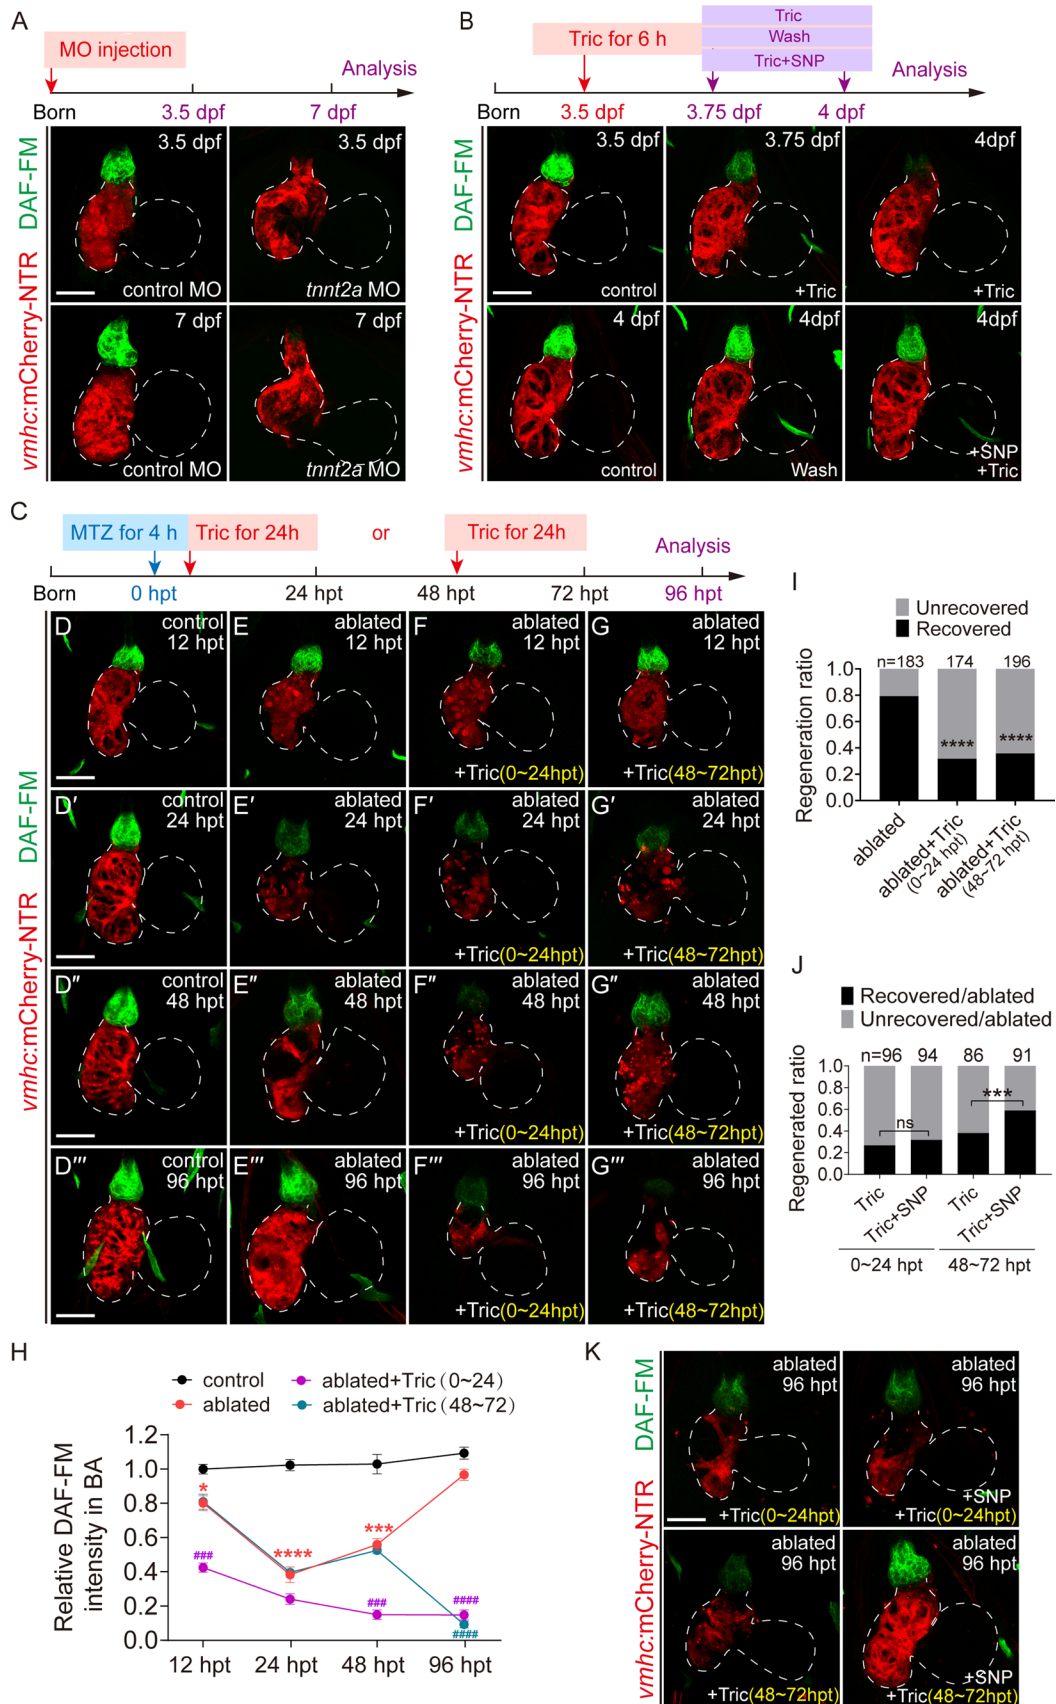 A
MO injection
Analysis
Born
3.5 dpf
7 dpf
vmhc:mCherry-NTR DAF-FM
3.5 dpf
control MO
3.5 dpf
tnnt2a MO
7 dpf
control MO
7 dpf
tnnt2a MO
B
Tric for 6 h
Tric
Wash
Tric+SNP
Analysis
Born
3.5 dpf
3.75 dpf
4 dpf
vmhc:mCherry-NTR DAF-FM
3.5 dpf
control
3.75 dpf
+Tric
4dpf
+Tric
4 dpf
control
4dpf
Wash
4dpf
+SNP
+Tric
C
MTZ for 4 h
Tric for 24h
or
Tric for 24h
Analysis
Born
0 hpt
24 hpt
48 hpt
72 hpt
96 hpt
vmhc:mCherry-NTR DAF-FM
D
control
12 hpt
E
ablated
12 hpt
F
ablated
12 hpt
+Tric(0~24hpt)
G
ablated
12 hpt
+Tric(48~72hpt)
D′
control
24 hpt
E′
ablated
24 hpt
F′
ablated
24 hpt
+Tric(0~24hpt)
G′
ablated
24 hpt
+Tric(48~72hpt)
D″
control
48 hpt
E″
ablated
48 hpt
F″
ablated
48 hpt
+Tric(0~24hpt)
G″
ablated
48 hpt
+Tric(48~72hpt)
D‴
control
96 hpt
E‴
ablated
96 hpt
F‴
ablated
96 hpt
+Tric(0~24hpt)
G‴
ablated
96 hpt
+Tric(48~72hpt)
H
control
ablated
ablated+Tric(0~24)
ablated+Tric(48~72)
Relative DAF-FM
intensity in BA
1.2
1.0
0.8
0.6
0.4
0.2
0.0
*
****
***
###
###
####
####
12 hpt
24 hpt
48 hpt
96 hpt
I
Unrecovered
Recovered
Regeneration ratio
n=183
174
196
1.0
0.8
0.6
0.4
0.2
0.0
****
****
ablated
ablated+Tric
(0~24 hpt)
ablated+Tric
(48~72 hpt)
J
Recovered/ablated
Unrecovered/ablated
Regenerated ratio
n=96
94
86
91
1.0
0.8
0.6
0.4
0.2
0.0
ns
***
Tric
Tric+SNP
Tric
Tric+SNP
0~24 hpt
48~72 hpt
K
vmhc:mCherry-NTR DAF-FM
ablated
96 hpt
+Tric(0~24hpt)
ablated
96 hpt
+SNP
+Tric(0~24hpt)
ablated
96 hpt
+Tric(48~72hpt)
ablated
96 hpt
+SNP
+Tric(48~72hpt)